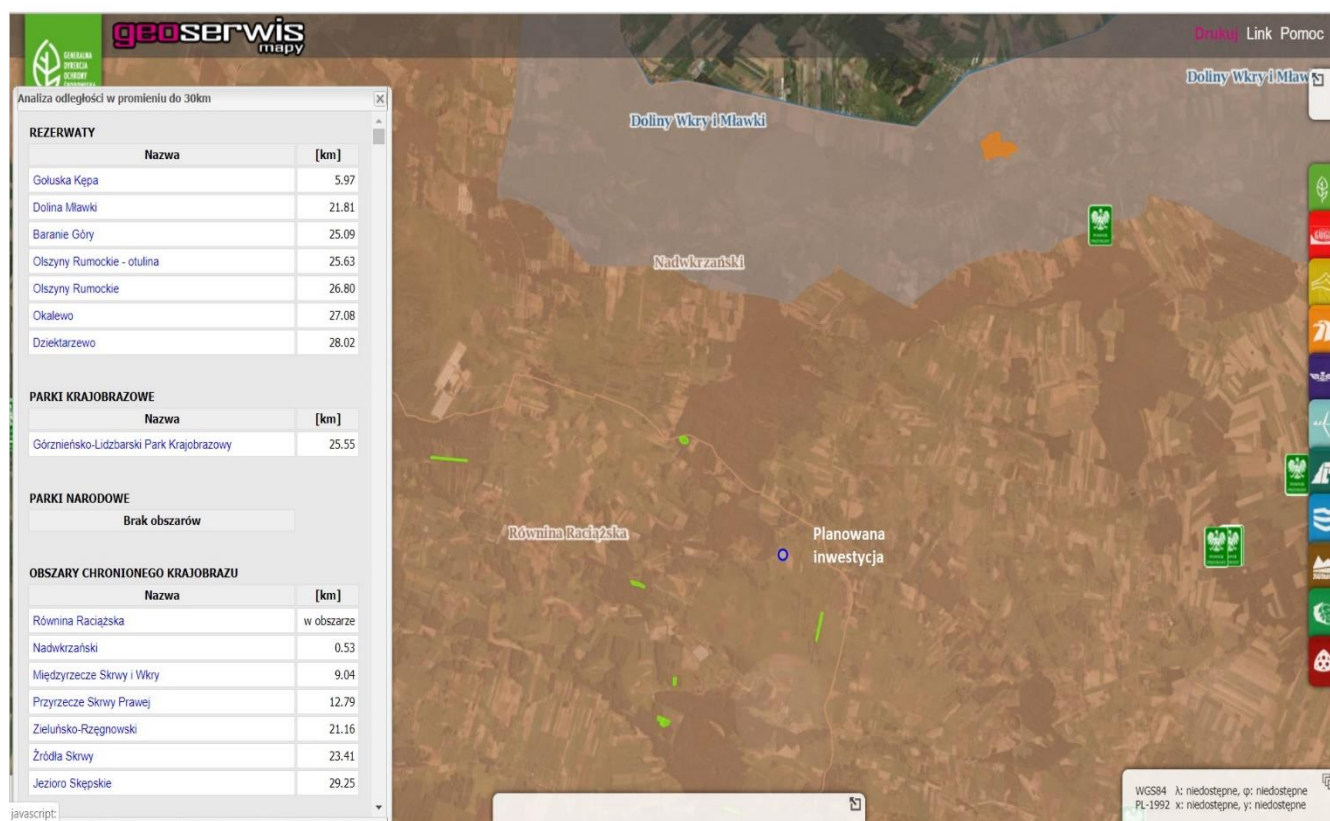 geoserwis
mapy
GENERALNA
DYREKCJA
OCHRONY
ŚRODOWISKA
Drukuj Link Pomoc
Analiza odległości w promieniu do 30km
REZERWATY
Nazwa [km]
Gołuska Kępa 5.97
Dolina Mławki 21.81
Baranie Góry 25.09
Olszyny Rumockie - otulina 25.63
Olszyny Rumockie 26.80
Okalewo 27.08
Dziektarzewo 28.02
PARKI KRAJOBRAZOWE
Nazwa [km]
Górznieńsko-Lidzbarski Park Krajobrazowy 25.55
PARKI NARODOWE
Brak obszarów
OBSZARY CHRONIONEGO KRAJOBRAZU
Nazwa [km]
Równina Raciążska w obszarze
Nadwkrzański 0.53
Międzyrzecze Skrwy i Wkry 9.04
Przyrzecze Skrwy Prawej 12.79
Zieluńsko-Rzęgnowski 21.16
Źródła Skrwy 23.41
Jezioro Skępskie 29.25
javascript:
Doliny Wkry i Mławki
Doliny Wkry i Mław
Nadwkrzański
Równina Raciążska
Planowana
inwestycja
WGS84 λ: niedostępne, φ: niedostępne
PL-1992 x: niedostępne, y: niedostępne